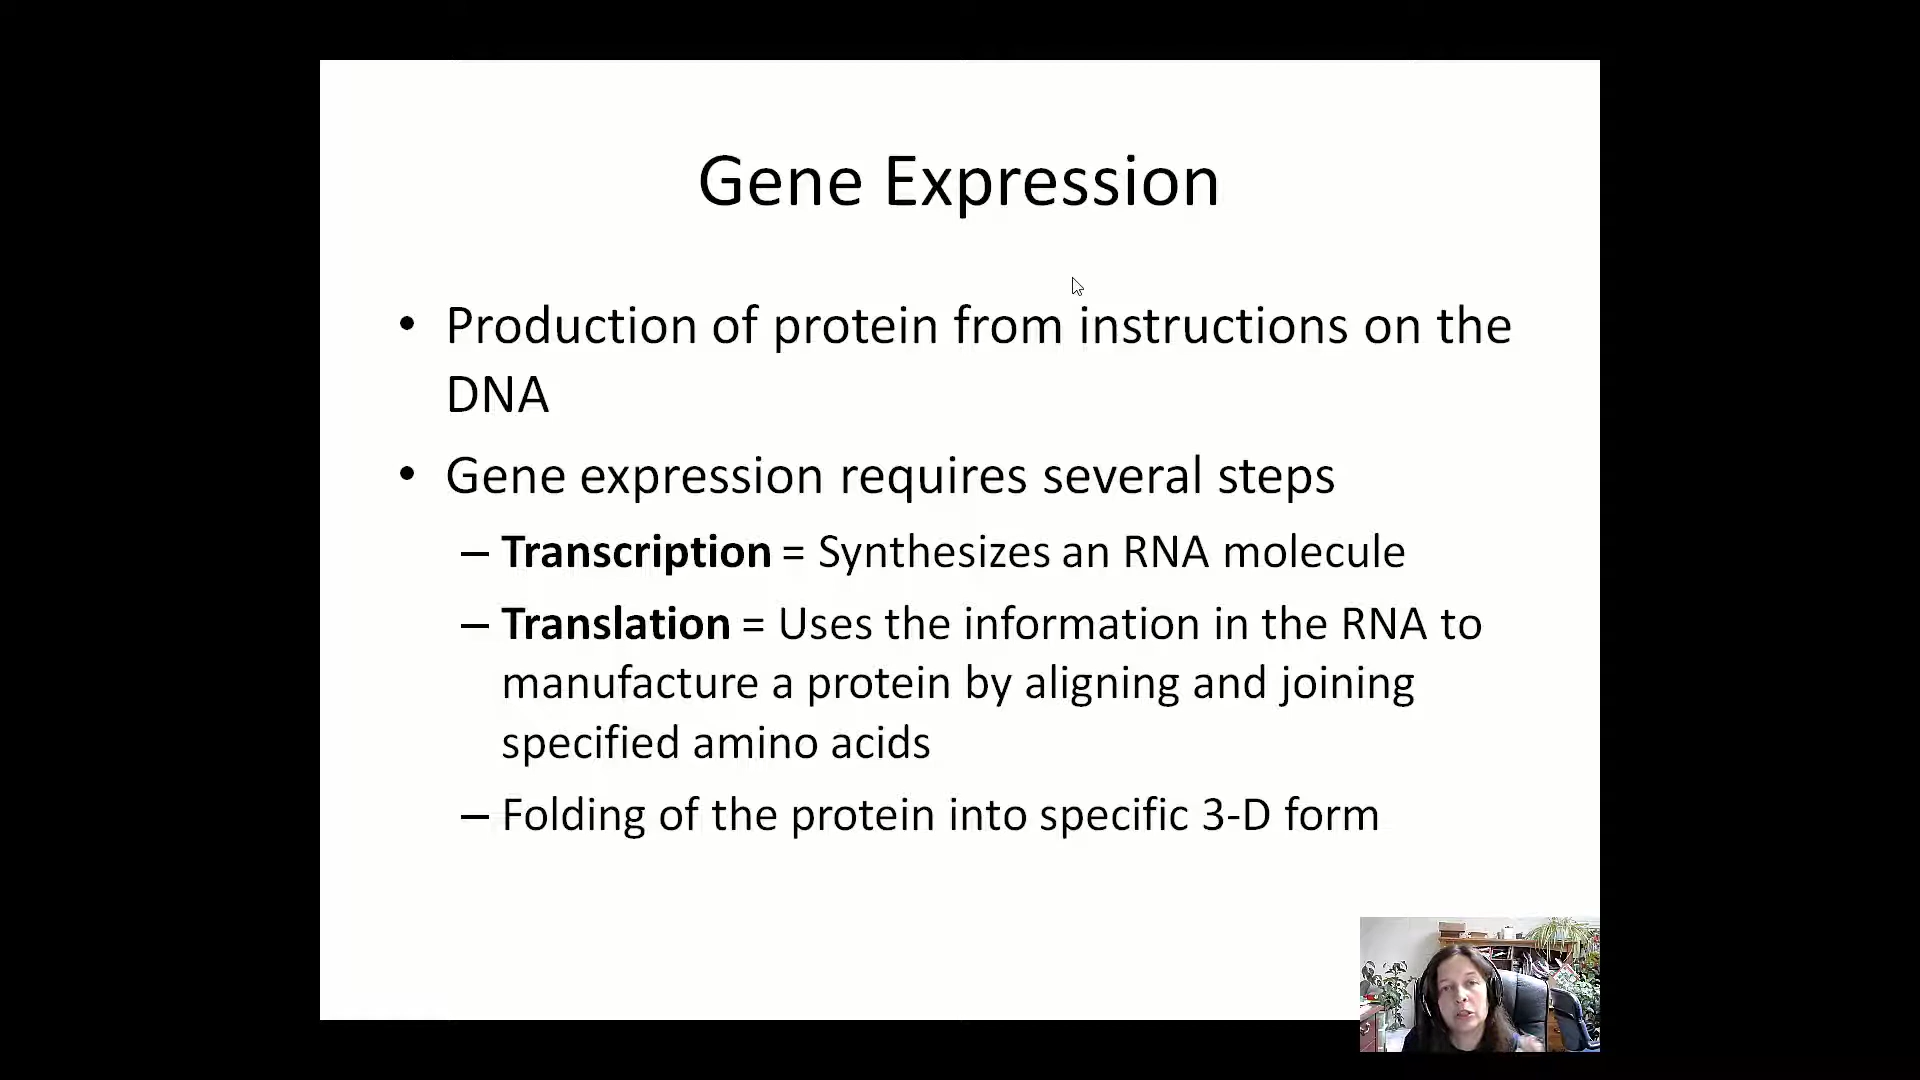 Gene Expression
• Production of protein from instructions on the
DNA
• Gene expression requires several steps
– Transcription = Synthesizes an RNA molecule
– Translation = Uses the information in the RNA to
manufacture a protein by aligning and joining
specified amino acids
– Folding of the protein into specific 3-D form